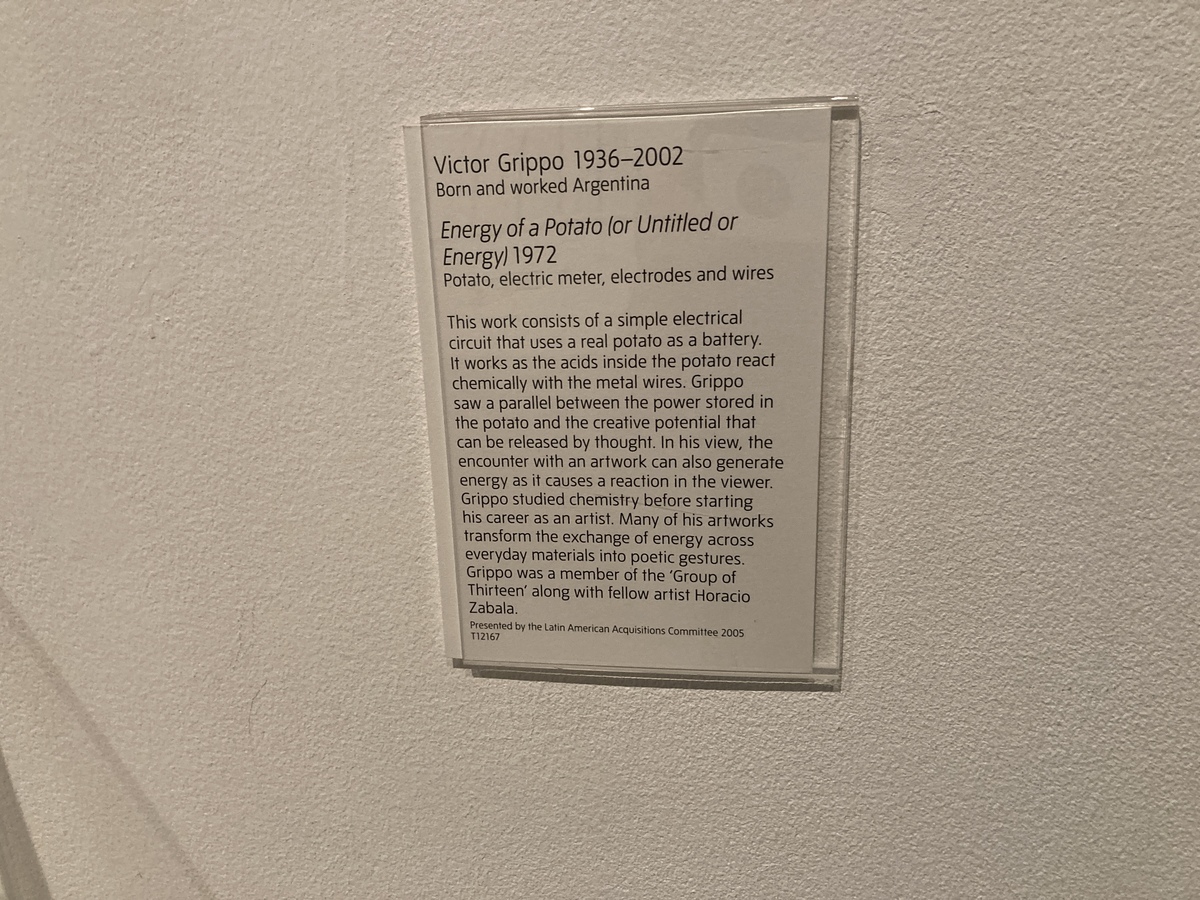 Victor Grippo 1936–2002
Born and worked Argentina
Energy of a Potato (or Untitled or
Energy) 1972
Potato, electric meter, electrodes and wires
This work consists of a simple electrical
circuit that uses a real potato as a battery.
It works as the acids inside the potato react
chemically with the metal wires. Grippo
saw a parallel between the power stored in
the potato and the creative potential that
can be released by thought. In his view, the
encounter with an artwork can also generate
energy as it causes a reaction in the viewer.
Grippo studied chemistry before starting
his career as an artist. Many of his artworks
transform the exchange of energy across
everyday materials into poetic gestures.
Grippo was a member of the ‘Group of
Thirteen’ along with fellow artist Horacio
Zabala.
Presented by the Latin American Acquisitions Committee 2005
T12167